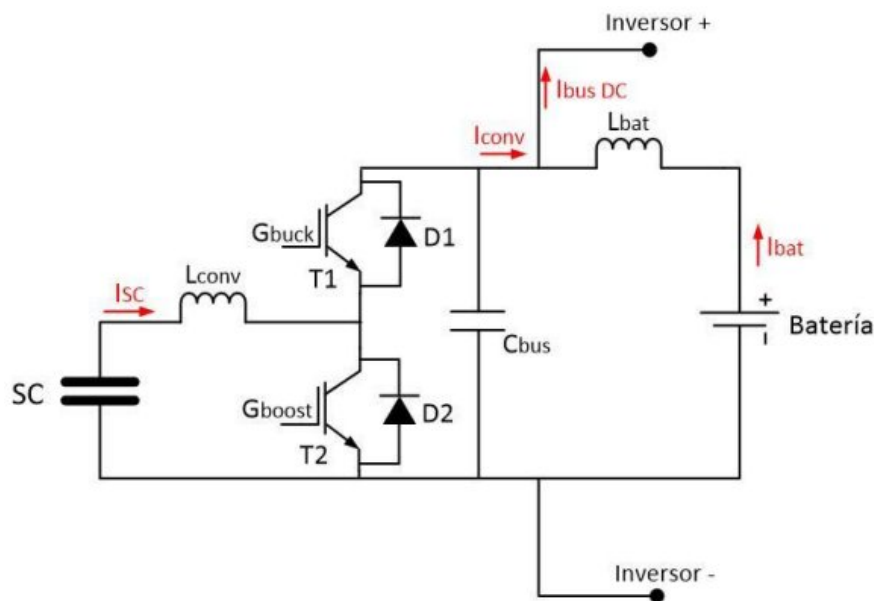 Inversor +
Ibus DC
Lbat
Iconv
Gbuck
D1
T1
Ibat
Lconv
ISC
+
-
Batería
Cbus
SC
Gboost
D2
T2
Inversor -